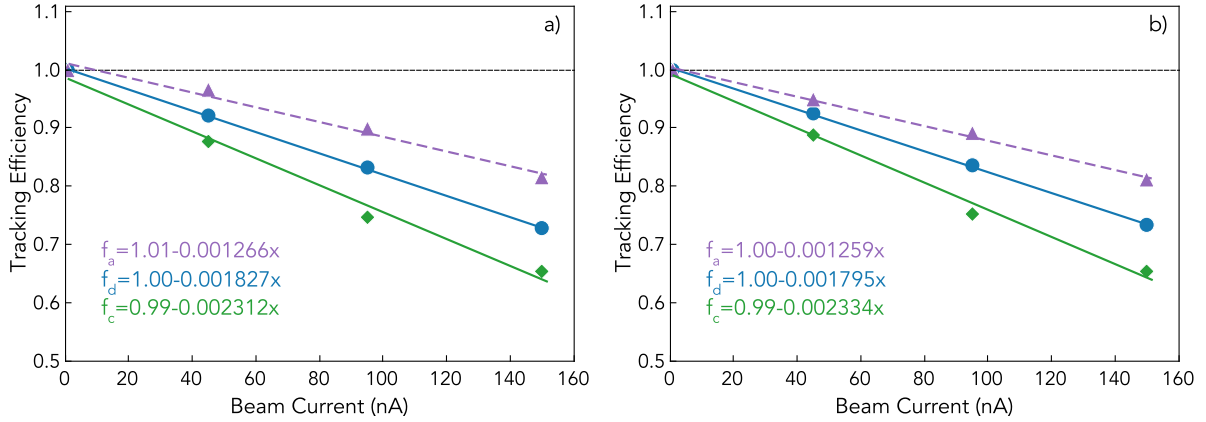 a)
Tracking Efficiency
1.1
1.0
0.9
0.8
0.7
0.6
0.5
fₐ=1.01-0.001266x
f_d=1.00-0.001827x
f_c=0.99-0.002312x
0 20 40 60 80 100 120 140 160
Beam Current (nA)
b)
Tracking Efficiency
1.1
1.0
0.9
0.8
0.7
0.6
0.5
fₐ=1.00-0.001259x
f_d=1.00-0.001795x
f_c=0.99-0.002334x
0 20 40 60 80 100 120 140 160
Beam Current (nA)